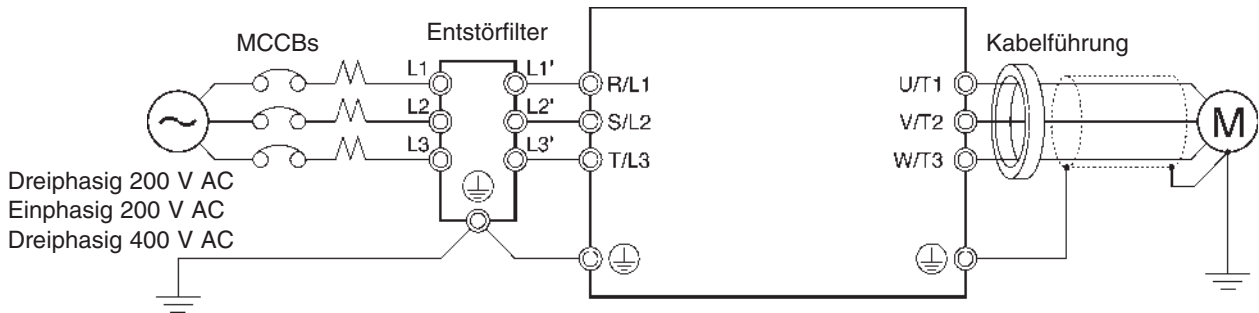 MCCBs
Entstörfilter
Kabelführung
L1
L1'
R/L1
U/T1
L2
L2'
S/L2
V/T2
M
L3
L3'
T/L3
W/T3
Dreiphasig 200 V AC
Einphasig 200 V AC
Dreiphasig 400 V AC